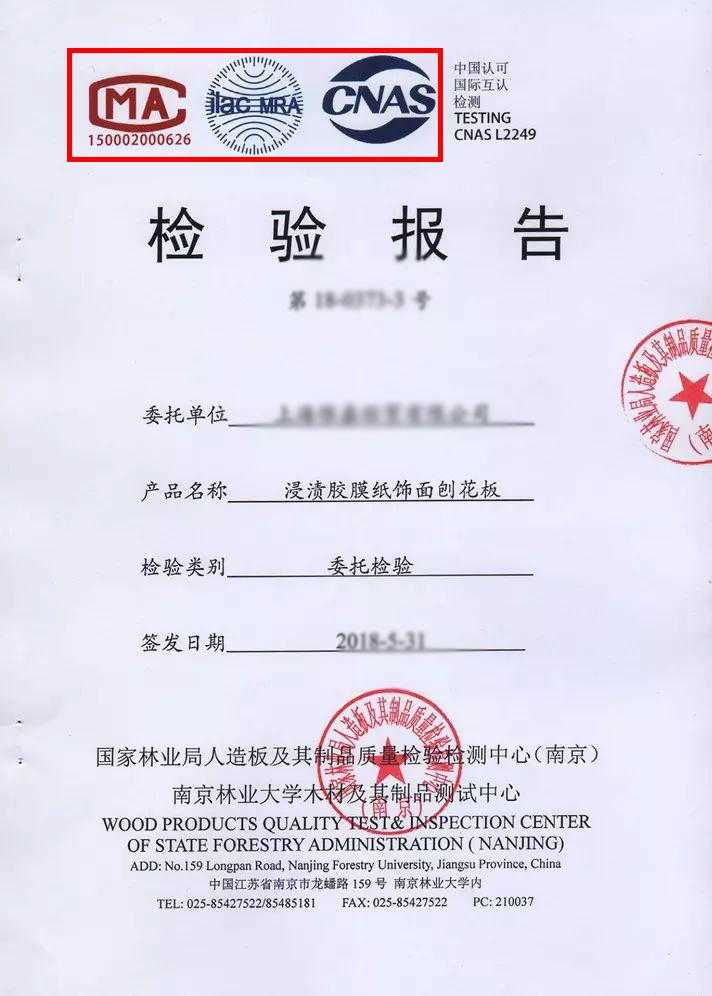 MA
150002000626
ilac-MRA
CNAS
中国认可
国际互认
检测
TESTING
CNAS L2249
检 验 报 告
第 18-0373-3 号
委托单位
产品名称 浸渍胶膜纸饰面刨花板
检验类别 委托检验
签发日期 2018-5-31
国家林业局人造板及其制品质量检验检测中心（南京）
南京林业大学木材及其制品测试中心
WOOD PRODUCTS QUALITY TEST& INSPECTION CENTER
OF STATE FORESTRY ADMINISTRATION ( NANJING)
ADD: No.159 Longpan Road, Nanjing Forestry University, Jiangsu Province, China
中国江苏省南京市龙蟠路 159 号 南京林业大学内
TEL: 025-85427522/85485181 FAX: 025-85427522 PC: 210037